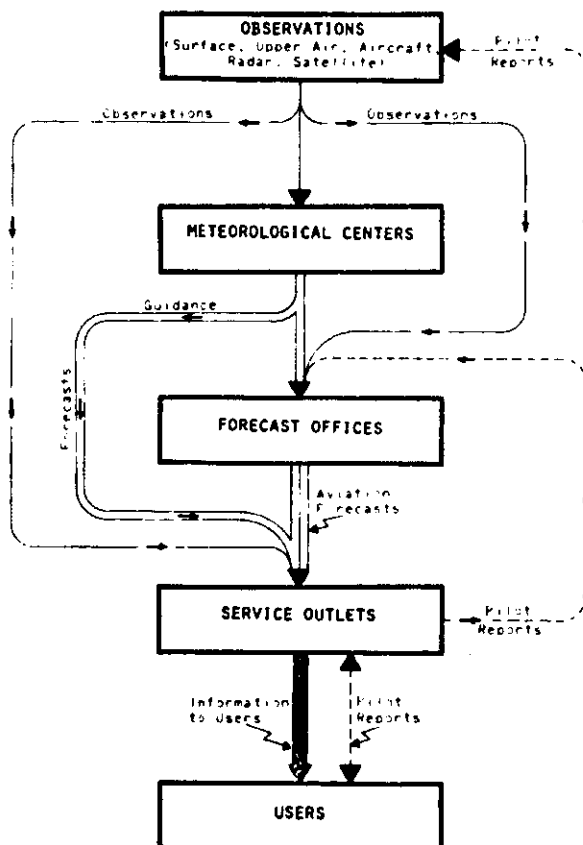 OBSERVATIONS
(Surface, Upper Air, Aircraft,
Radar, Satellite)
Pilot
Reports
Observations
Observations
METEOROLOGICAL CENTERS
Guidance
Forecasts
FORECAST OFFICES
Aviation
Forecasts
SERVICE OUTLETS
Pilot
Reports
Information
to Users
Pilot
Reports
USERS